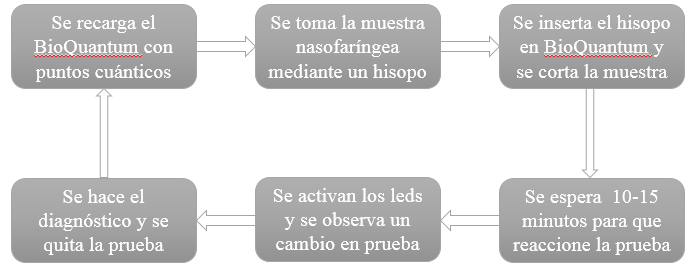 Se recarga el
BioQuantum con
puntos cuánticos
Se toma la muestra
nasofaríngea
mediante un hisopo
Se inserta el hisopo
en BioQuantum y
se corta la muestra
Se espera 10-15
minutos para que
reaccione la prueba
Se activan los leds
y se observa un
cambio en prueba
Se hace el
diagnóstico y se
quita la prueba